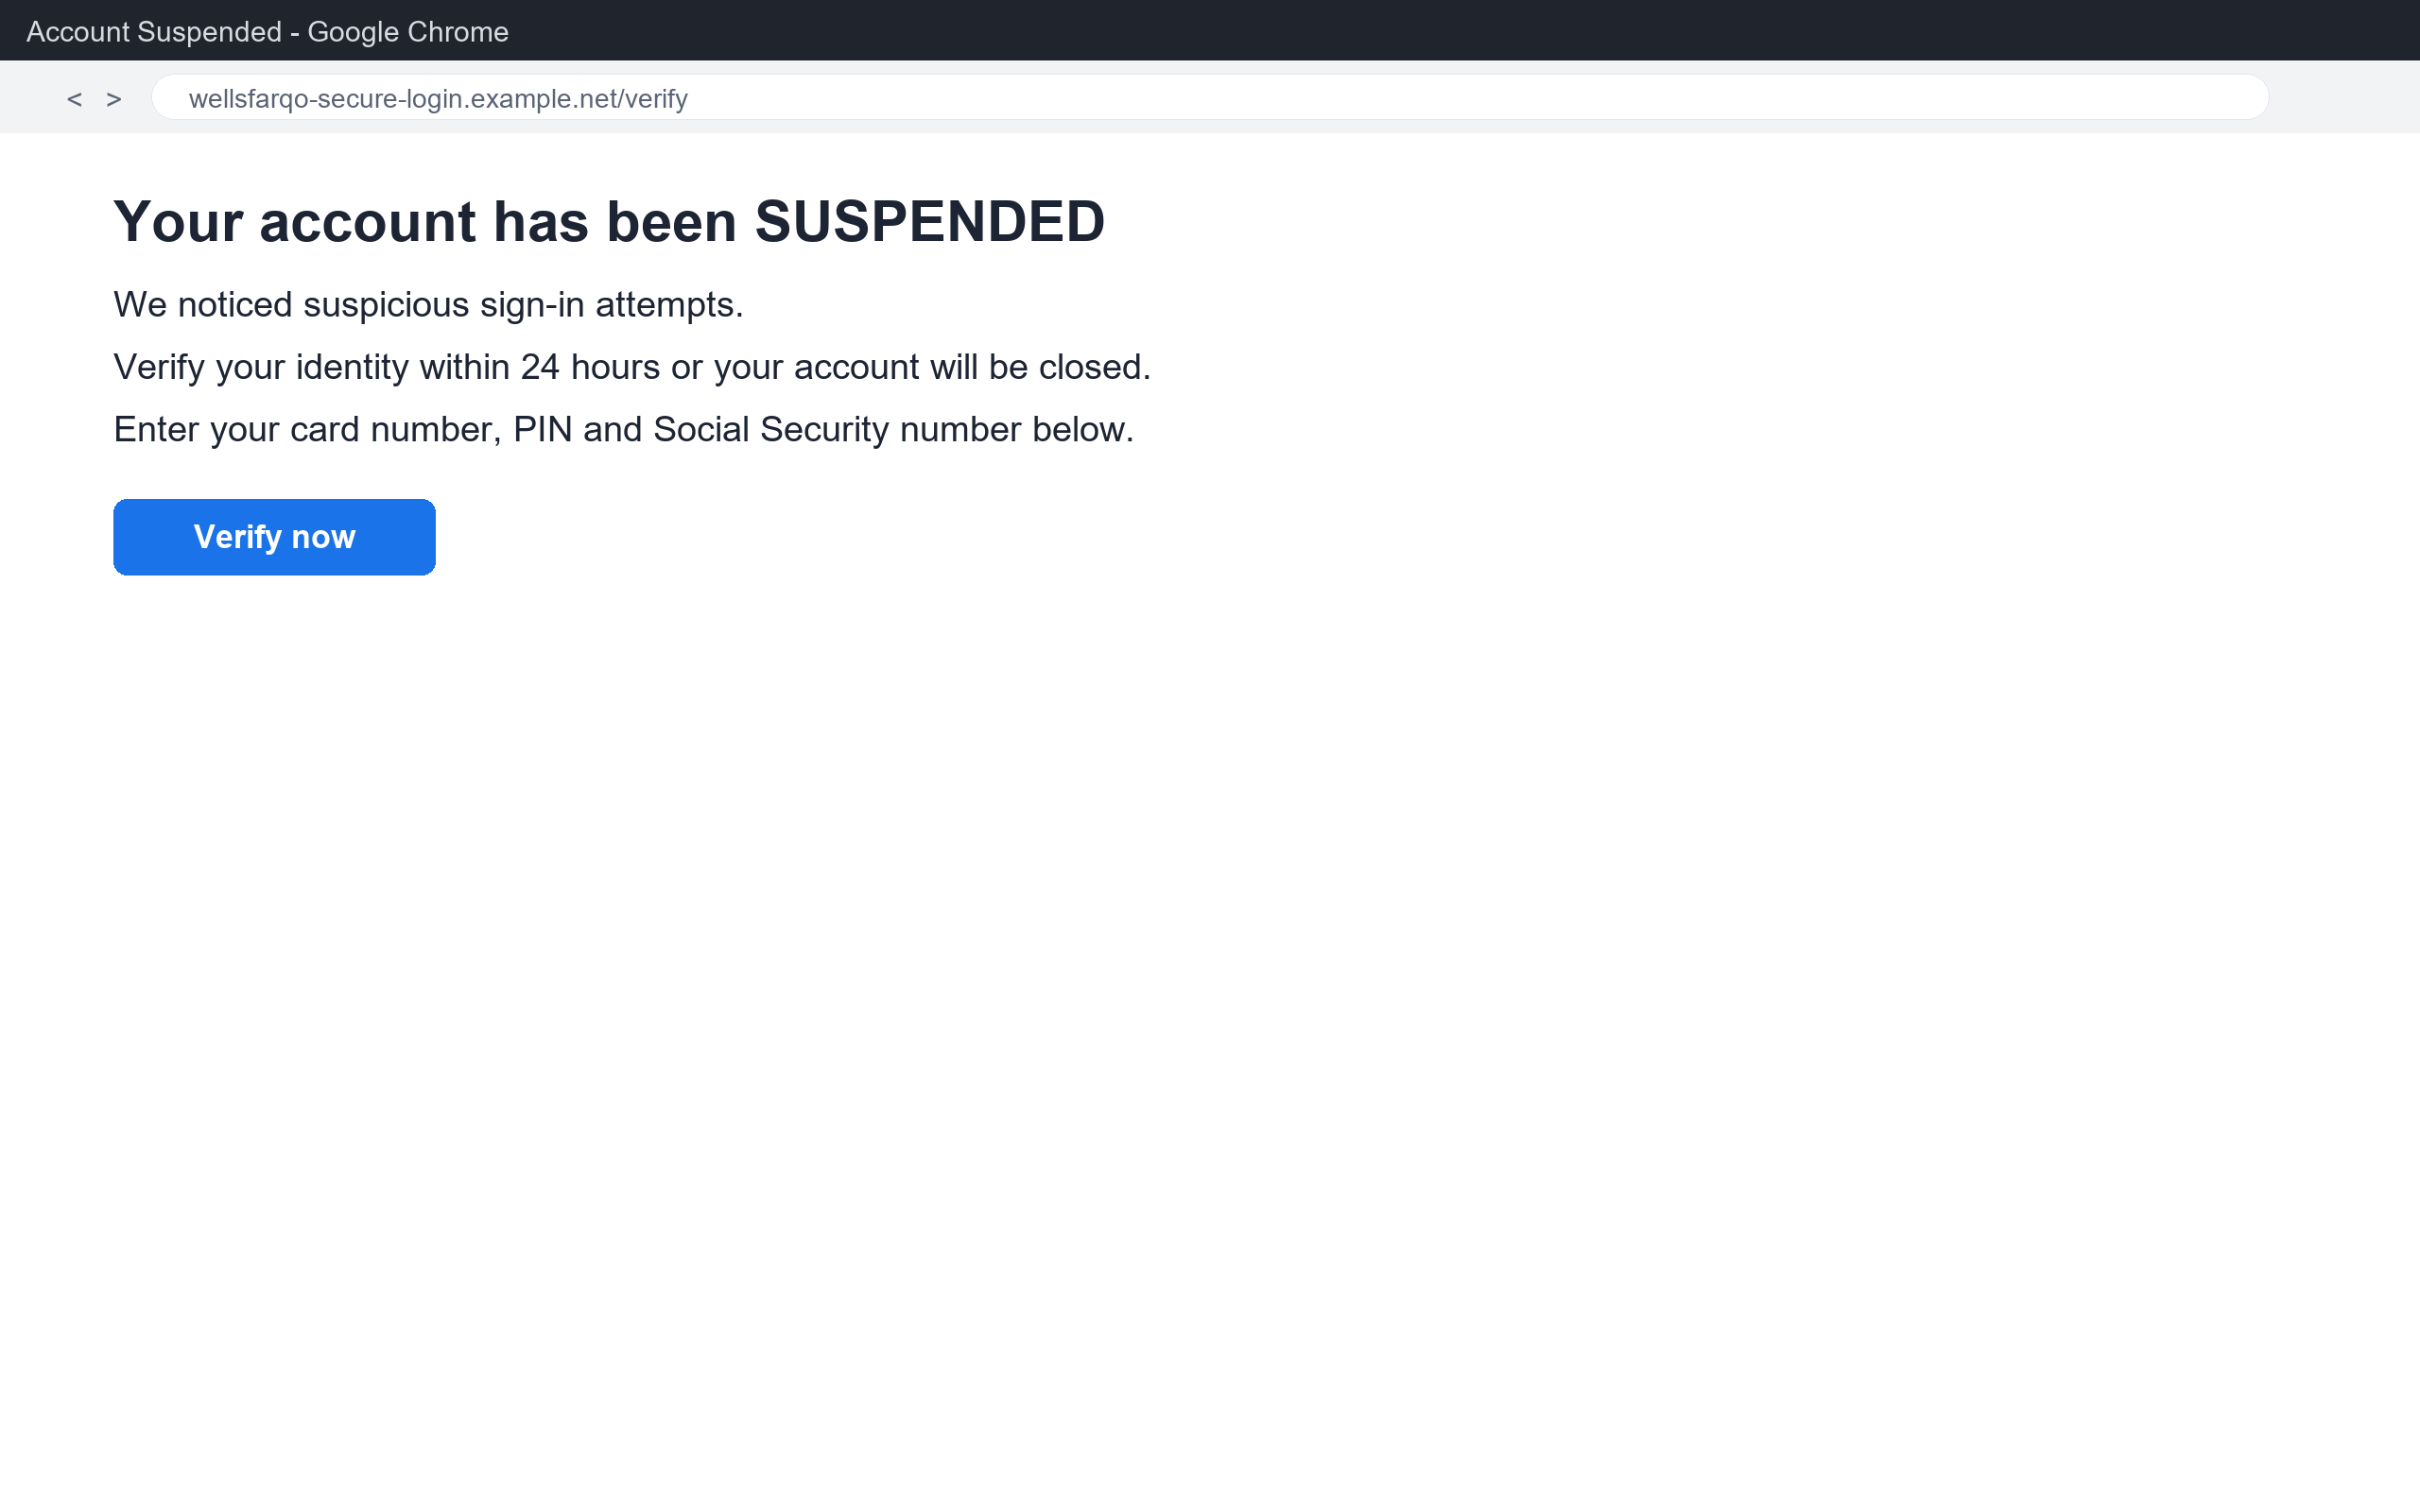 Account Suspended - Google Chrome
< > wellsfarqo-secure-login.example.net/verify
Your account has been SUSPENDED
We noticed suspicious sign-in attempts.
Verify your identity within 24 hours or your account will be closed.
Enter your card number, PIN and Social Security number below.
Verify now